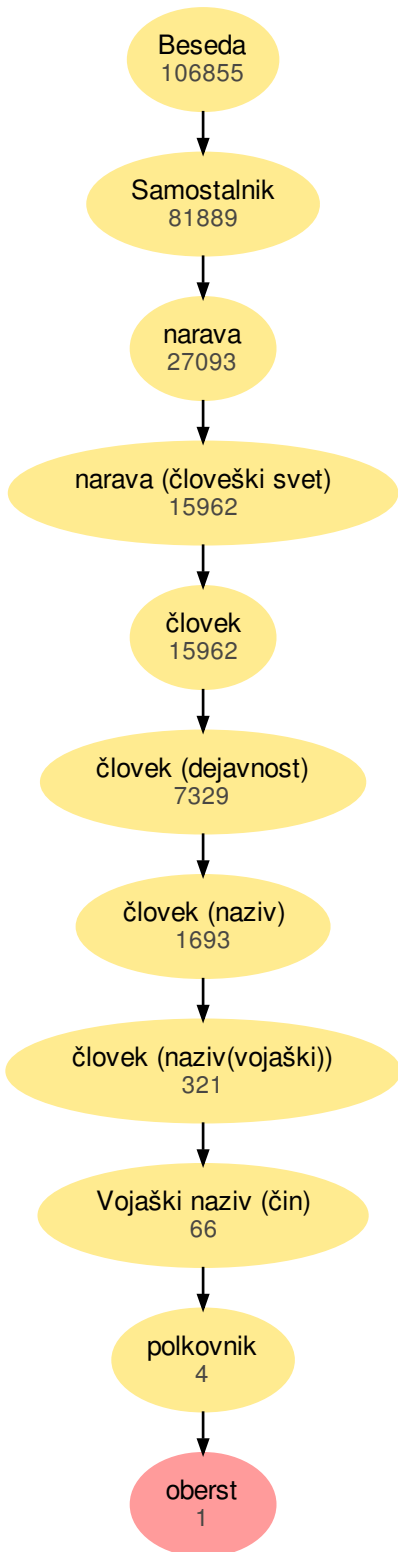 Beseda
106855
Samostalnik
81889
narava
27093
narava (človeški svet)
15962
človek
15962
človek (dejavnost)
7329
človek (naziv)
1693
človek (naziv(vojaški))
321
Vojaški naziv (čin)
66
polkovnik
4
oberst
1